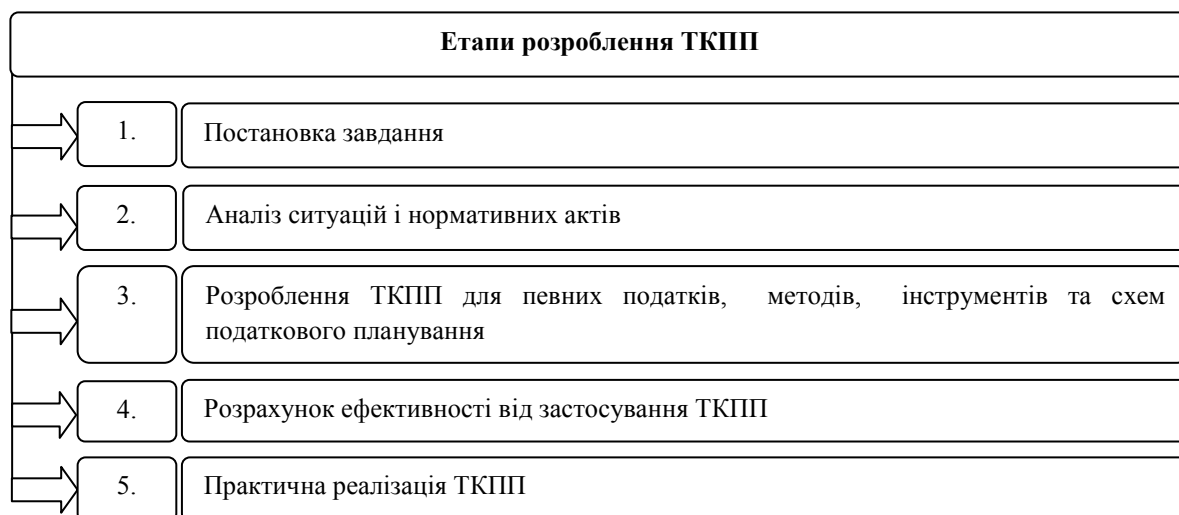 Етапи розроблення ТКПП
1. Постановка завдання
2. Аналіз ситуацій і нормативних актів
3. Розроблення ТКПП для певних податків, методів, інструментів та схем
податкового планування
4. Розрахунок ефективності від застосування ТКПП
5. Практична реалізація ТКПП